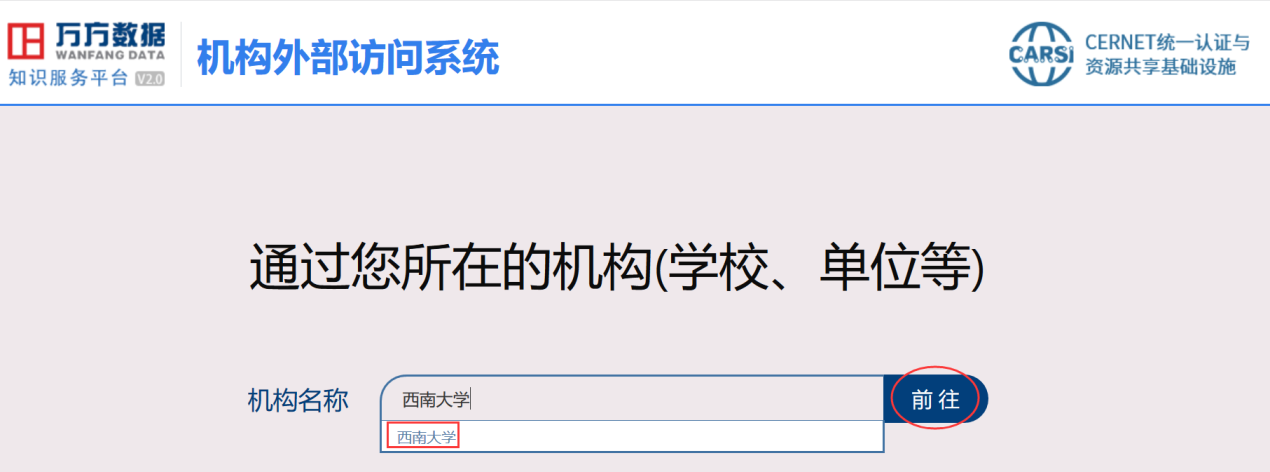 万方数据
WANFANG DATA
知识服务平台 V2.0
机构外部访问系统
CARSI
CERNET统一认证与
资源共享基础设施
通过您所在的机构(学校、单位等)
机构名称
西南大学
前往
西南大学